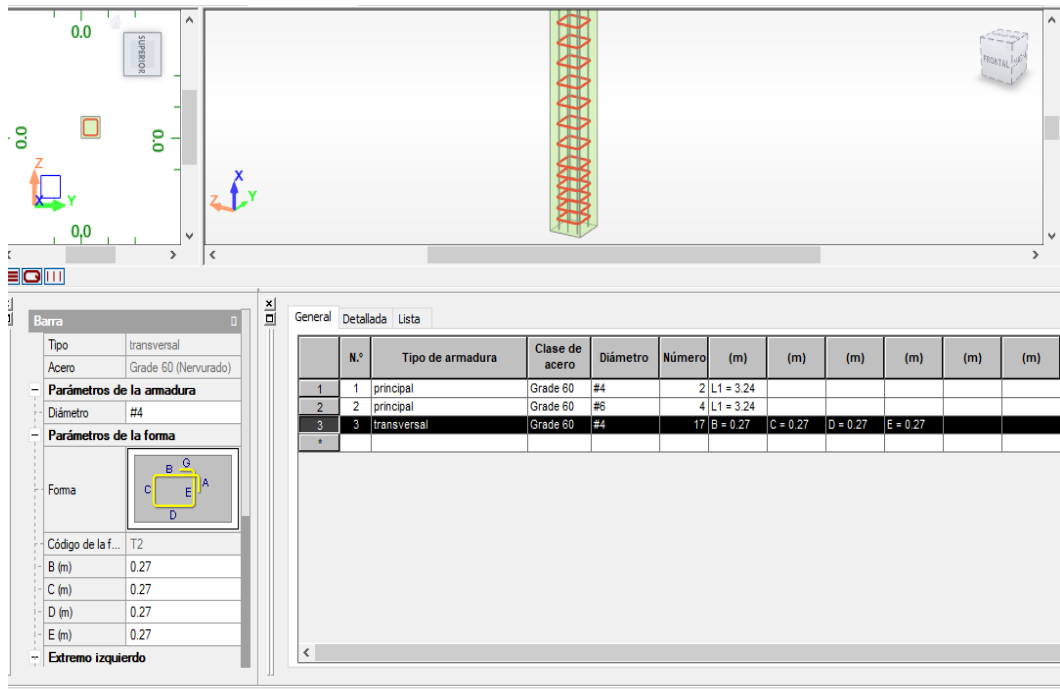 0.0
SUPERIOR
0.0
0.0
Z
X
Y
0,0
FRONTAL
X
Z
Y
Barra
Tipo transversal
Acero Grade 60 (Nervurado)
Parámetros de la armadura
Diámetro #4
Parámetros de la forma
Forma
B G
C E A
D
Código de la f... T2
B (m) 0.27
C (m) 0.27
D (m) 0.27
E (m) 0.27
Extremo izquierdo
General Detallada Lista
N.º Tipo de armadura Clase de acero Diámetro Número (m) (m) (m) (m) (m) (m)
1 1 principal Grade 60 #4 2 L1 = 3.24
2 2 principal Grade 60 #6 4 L1 = 3.24
3 3 transversal Grade 60 #4 17 B = 0.27 C = 0.27 D = 0.27 E = 0.27
*